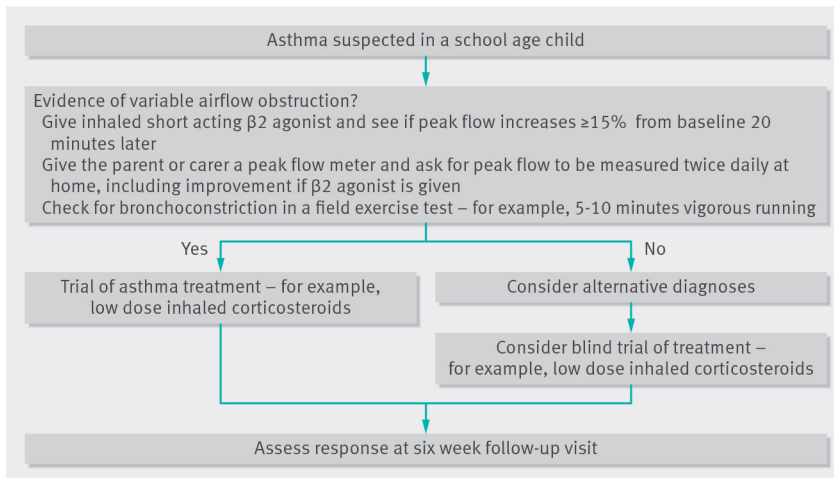 Asthma suspected in a school age child
Evidence of variable airflow obstruction?
Give inhaled short acting β2 agonist and see if peak flow increases ≥15% from baseline 20
minutes later
Give the parent or carer a peak flow meter and ask for peak flow to be measured twice daily at
home, including improvement if β2 agonist is given
Check for bronchoconstriction in a field exercise test – for example, 5-10 minutes vigorous running
Yes
No
Trial of asthma treatment – for example,
low dose inhaled corticosteroids
Consider alternative diagnoses
Consider blind trial of treatment –
for example, low dose inhaled corticosteroids
Assess response at six week follow-up visit